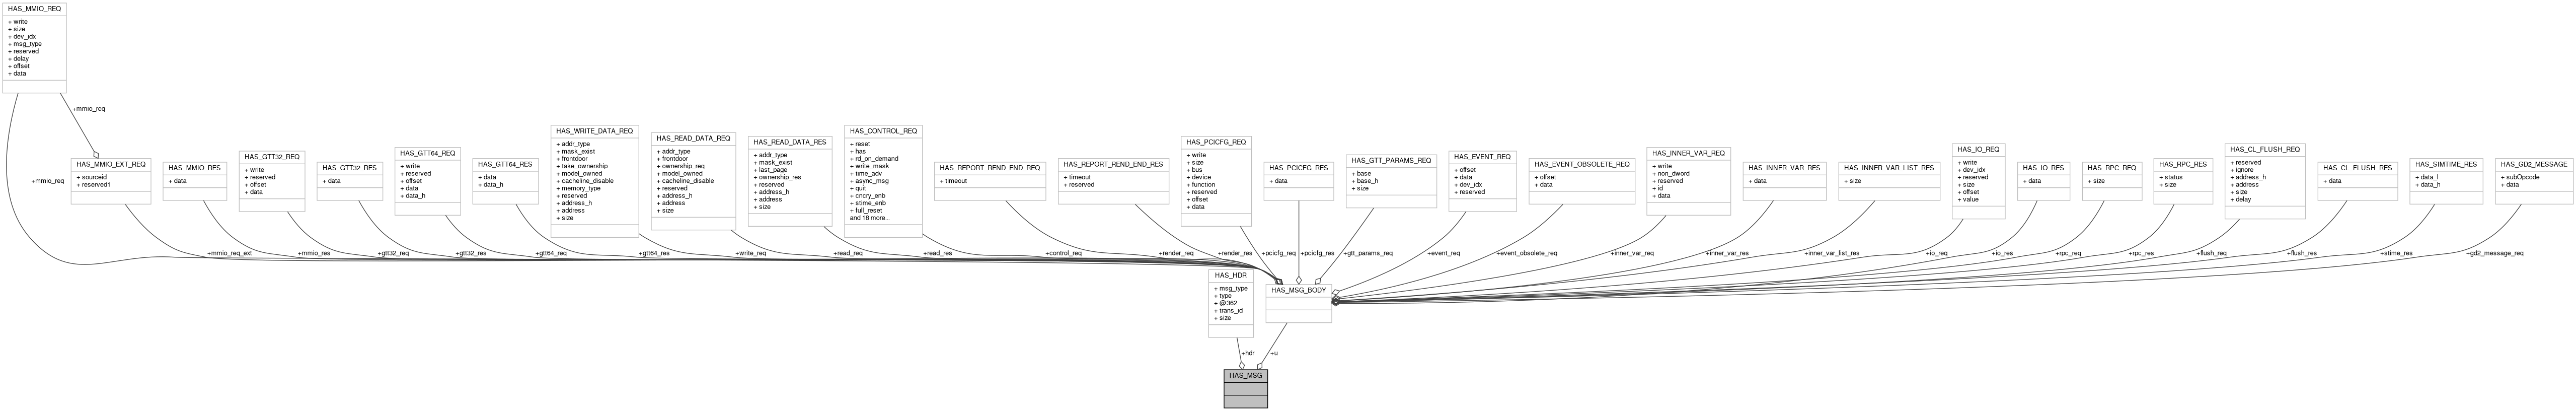 HAS_MMIO_REQ
+ write
+ size
+ dev_idx
+ msg_type
+ reserved
+ delay
+ offset
+ data
+mmio_req
+mmio_req
HAS_MMIO_EXT_REQ
+ sourceid
+ reserved1
HAS_MMIO_RES
+ data
HAS_GTT32_REQ
+ write
+ reserved
+ offset
+ data
HAS_GTT32_RES
+ data
HAS_GTT64_REQ
+ write
+ reserved
+ offset
+ data
+ data_h
HAS_GTT64_RES
+ data
+ data_h
HAS_WRITE_DATA_REQ
+ addr_type
+ mask_exist
+ frontdoor
+ take_ownership
+ model_owned
+ cacheline_disable
+ memory_type
+ reserved
+ address_h
+ address
+ size
HAS_READ_DATA_REQ
+ addr_type
+ frontdoor
+ ownership_req
+ model_owned
+ cacheline_disable
+ reserved
+ address_h
+ address
+ size
HAS_READ_DATA_RES
+ addr_type
+ mask_exist
+ last_page
+ ownership_res
+ reserved
+ address_h
+ address
+ size
HAS_CONTROL_REQ
+ reset
+ has
+ rd_on_demand
+ write_mask
+ time_adv
+ async_msg
+ quit
+ cncry_enb
+ stime_enb
+ full_reset
and 18 more...
HAS_REPORT_REND_END_REQ
+ timeout
HAS_REPORT_REND_END_RES
+ timeout
+ reserved
HAS_PCICFG_REQ
+ write
+ size
+ bus
+ device
+ function
+ reserved
+ offset
+ data
HAS_PCICFG_RES
+ data
HAS_GTT_PARAMS_REQ
+ base
+ base_h
+ size
HAS_EVENT_REQ
+ offset
+ data
+ dev_idx
+ reserved
HAS_EVENT_OBSOLETE_REQ
+ offset
+ data
HAS_INNER_VAR_REQ
+ write
+ non_dword
+ reserved
+ id
+ data
HAS_INNER_VAR_RES
+ data
HAS_INNER_VAR_LIST_RES
+ size
HAS_IO_REQ
+ write
+ dev_idx
+ reserved
+ size
+ offset
+ value
HAS_IO_RES
+ data
HAS_RPC_REQ
+ size
HAS_RPC_RES
+ status
+ size
HAS_CL_FLUSH_REQ
+ reserved
+ ignore
+ address_h
+ address
+ size
+ delay
HAS_CL_FLUSH_RES
+ data
HAS_SIMTIME_RES
+ data_l
+ data_h
HAS_GD2_MESSAGE
+ subOpcode
+ data
+mmio_req_ext
+mmio_res
+gtt32_req
+gtt32_res
+gtt64_req
+gtt64_res
+write_req
+read_req
+read_res
+control_req
+render_req
+render_res
+pcicfg_req
+pcicfg_res
+gtt_params_req
+event_req
+event_obsolete_req
+inner_var_req
+inner_var_res
+inner_var_list_res
+io_req
+io_res
+rpc_req
+rpc_res
+flush_req
+flush_res
+stime_res
+gd2_message_req
HAS_HDR
+ msg_type
+ type
+ @362
+ trans_id
+ size
HAS_MSG_BODY
+hdr
+u
HAS_MSG